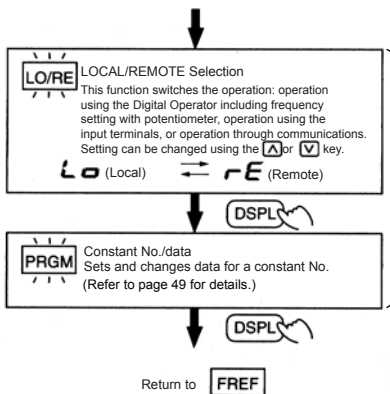 LO/RE LOCAL/REMOTE Selection
This function switches the operation: operation
using the Digital Operator including frequency
setting with potentiometer, operation using the
input terminals, or operation through communications.
Setting can be changed using the ∧ or ∨ key.
Lo (Local) rE (Remote)
DSPL
PRGM Constant No./data
Sets and changes data for a constant No.
(Refer to page 49 for details.)
DSPL
Return to FREF